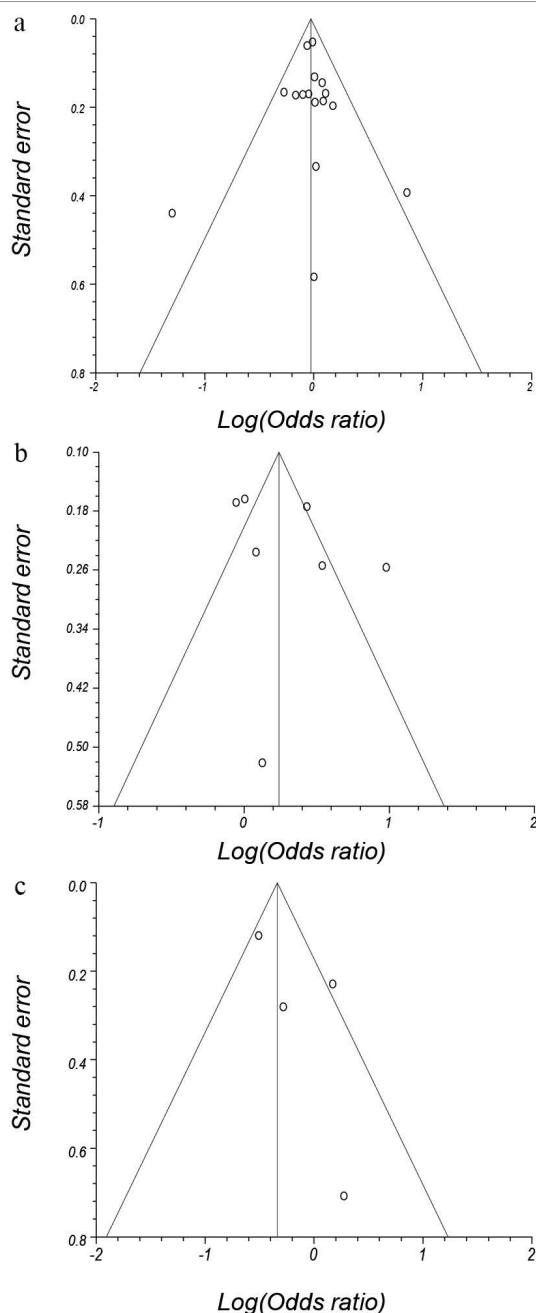 a
0.0
0.2
0.4
0.6
0.8
Standard error
-2 -1 0 1 2
Log(Odds ratio)
b
0.10
0.18
0.26
0.34
0.42
0.50
0.58
Standard error
-1 0 1 2
Log(Odds ratio)
c
0.0
0.2
0.4
0.6
0.8
Standard error
-2 -1 0 1 2
Log(Odds ratio)